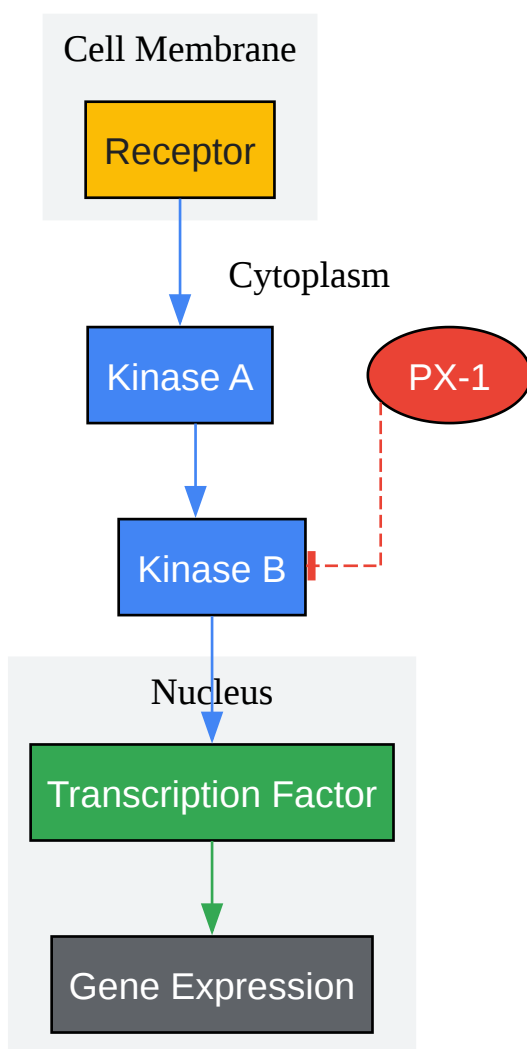 Cell Membrane
Receptor
Cytoplasm
Kinase A
PX-1
Kinase B
Nucleus
Transcription Factor
Gene Expression